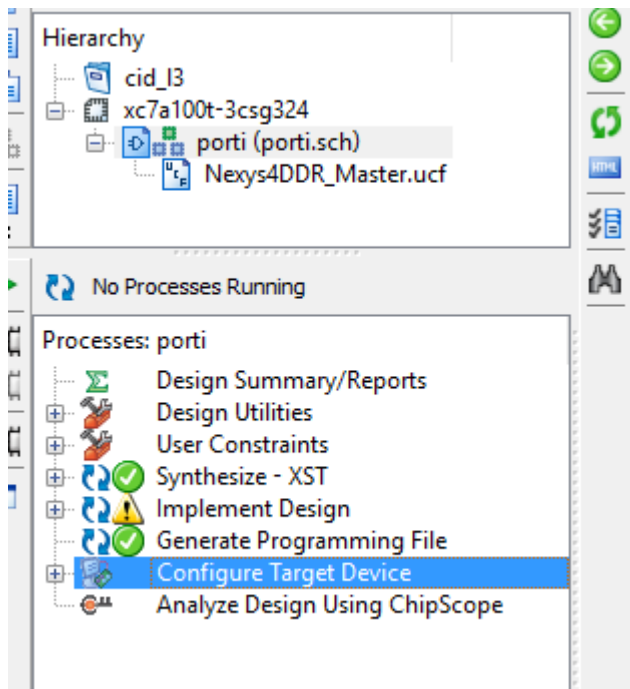 Hierarchy
cid_l3
xc7a100t-3csg324
porti (porti.sch)
Nexys4DDR_Master.ucf
HTML
No Processes Running
Processes: porti
Design Summary/Reports
Design Utilities
User Constraints
Synthesize - XST
Implement Design
Generate Programming File
Configure Target Device
Analyze Design Using ChipScope